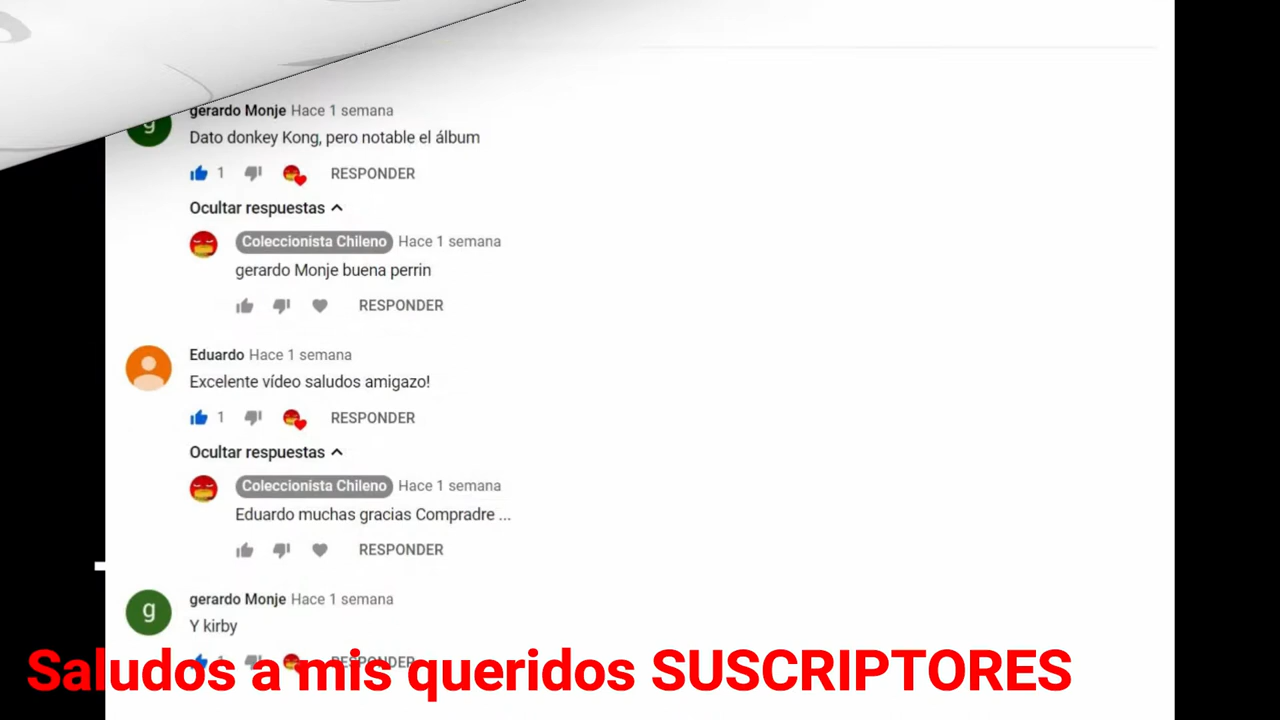 gerardo Monje Hace 1 semana
Dato donkey Kong, pero notable el álbum
1 RESPONDER
Ocultar respuestas
Coleccionista Chileno Hace 1 semana
gerardo Monje buena perrin
RESPONDER
Eduardo Hace 1 semana
Excelente vídeo saludos amigazo!
1 RESPONDER
Ocultar respuestas
Coleccionista Chileno Hace 1 semana
Eduardo muchas gracias Compradre ...
RESPONDER
g
gerardo Monje Hace 1 semana
Y kirby
1 RESPONDER
Saludos a mis queridos SUSCRIPTORES